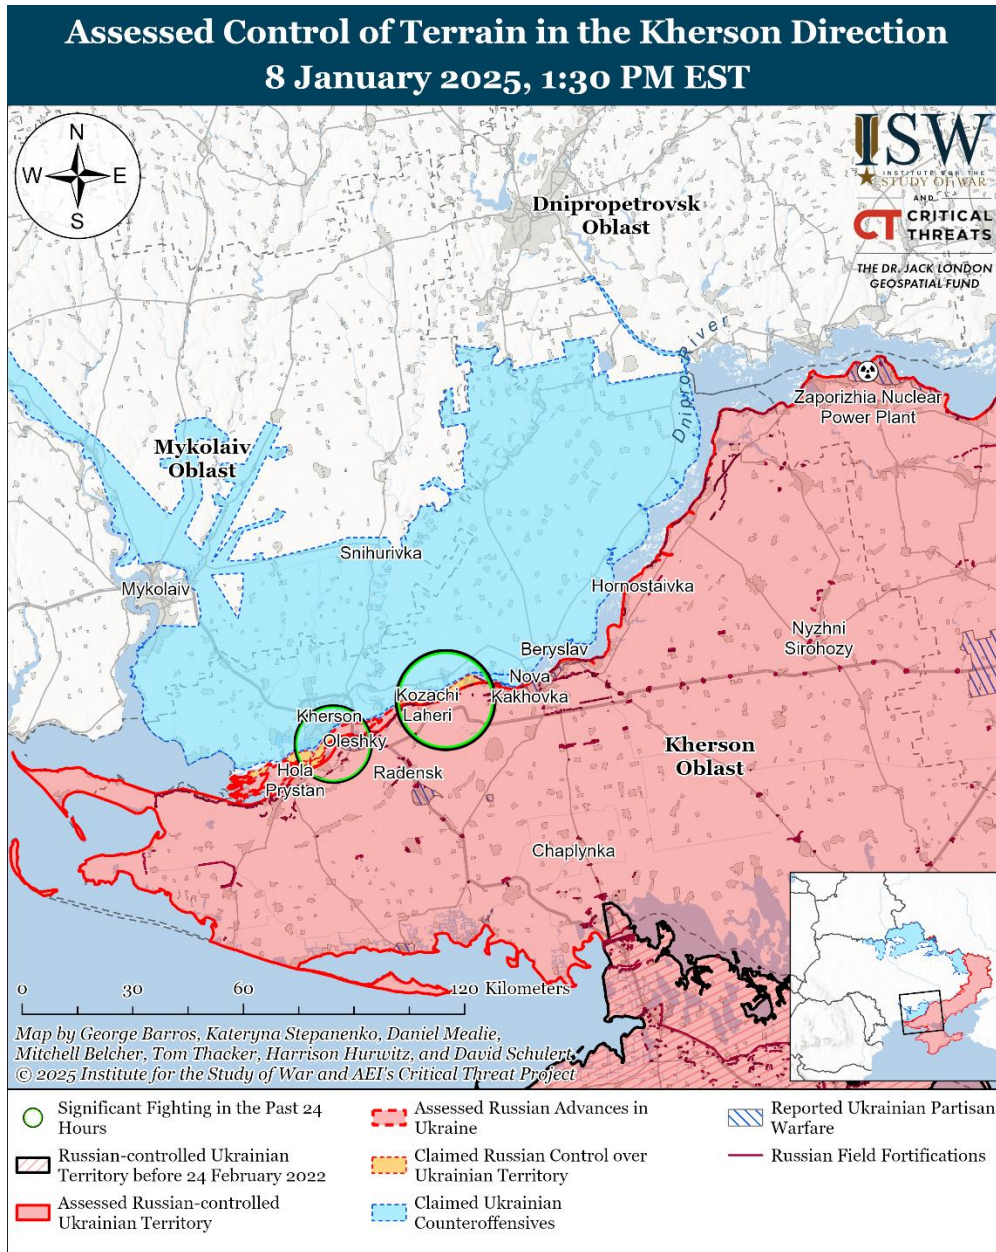 Assessed Control of Terrain in the Kherson Direction
8 January 2025, 1:30 PM EST
N
W
E
S
ISW
INSTITUTE FOR THE
STUDY OF WAR
AND
CT CRITICAL
THREATS
THE DR. JACK LONDON
GEOSPATIAL FUND
Dnipropetrovsk
Oblast
Dnipro River
Zaporizhia Nuclear
Power Plant
Mykolaiv
Oblast
Snihurivka
Mykolaiv
Hornostaivka
Nyzhni
Sirohozy
Beryslav
Nova
Kakhovka
Kozachi
Laheri
Kherson
Oleshky
Hola
Prystan
Radensk
Kherson
Oblast
Chaplynka
0 30 60 120 Kilometers
Map by George Barros, Kateryna Stepanenko, Daniel Mealie,
Mitchell Belcher, Tom Thacker, Harrison Hurwitz, and David Schulert
© 2025 Institute for the Study of War and AEI's Critical Threat Project
Significant Fighting in the Past 24
Hours
Russian-controlled Ukrainian
Territory before 24 February 2022
Assessed Russian-controlled
Ukrainian Territory
Assessed Russian Advances in
Ukraine
Claimed Russian Control over
Ukrainian Territory
Claimed Ukrainian
Counteroffensives
Reported Ukrainian Partisan
Warfare
Russian Field Fortifications